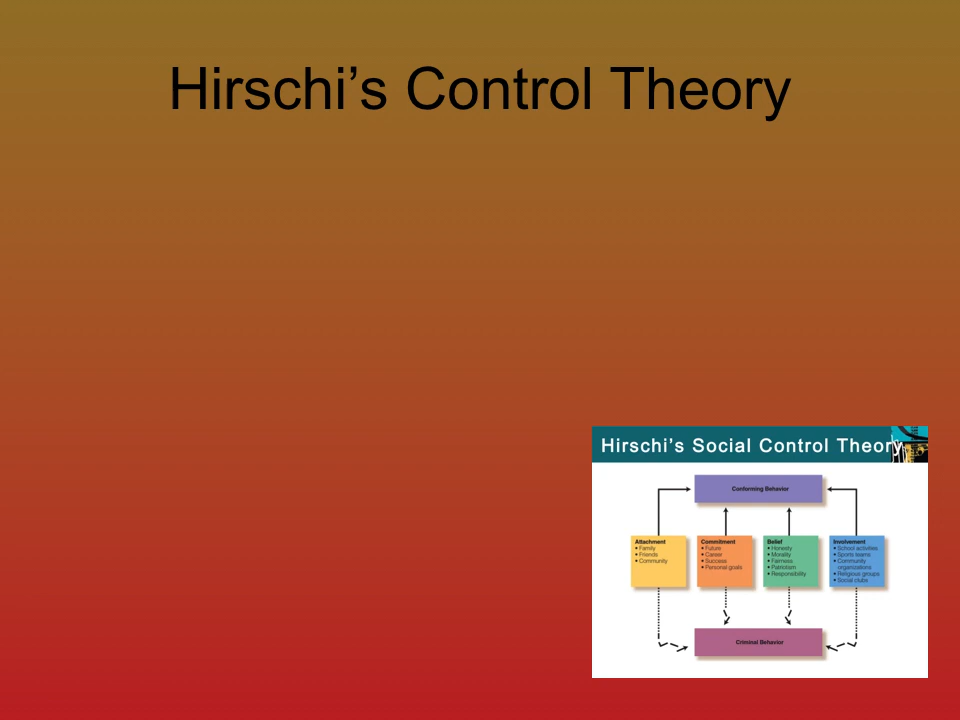 Hirschi’s Control Theory
Hirschi’s Social Control Theory
Conforming Behavior
Attachment
• Family
• Friends
• Community
Commitment
• Future
• Career
• Success
• Personal goals
Belief
• Honesty
• Morality
• Fairness
• Patriotism
• Responsibility
Involvement
• School activities
• Sports teams
• Community
organizations
• Religious groups
• Social clubs
Criminal Behavior